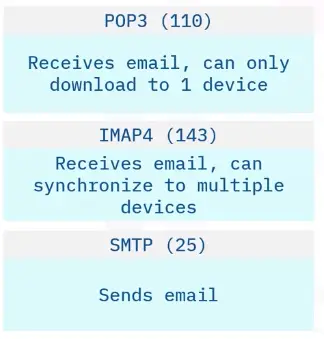 POP3 (110)
Receives email, can only
download to 1 device
IMAP4 (143)
Receives email, can
synchronize to multiple
devices
SMTP (25)
Sends email